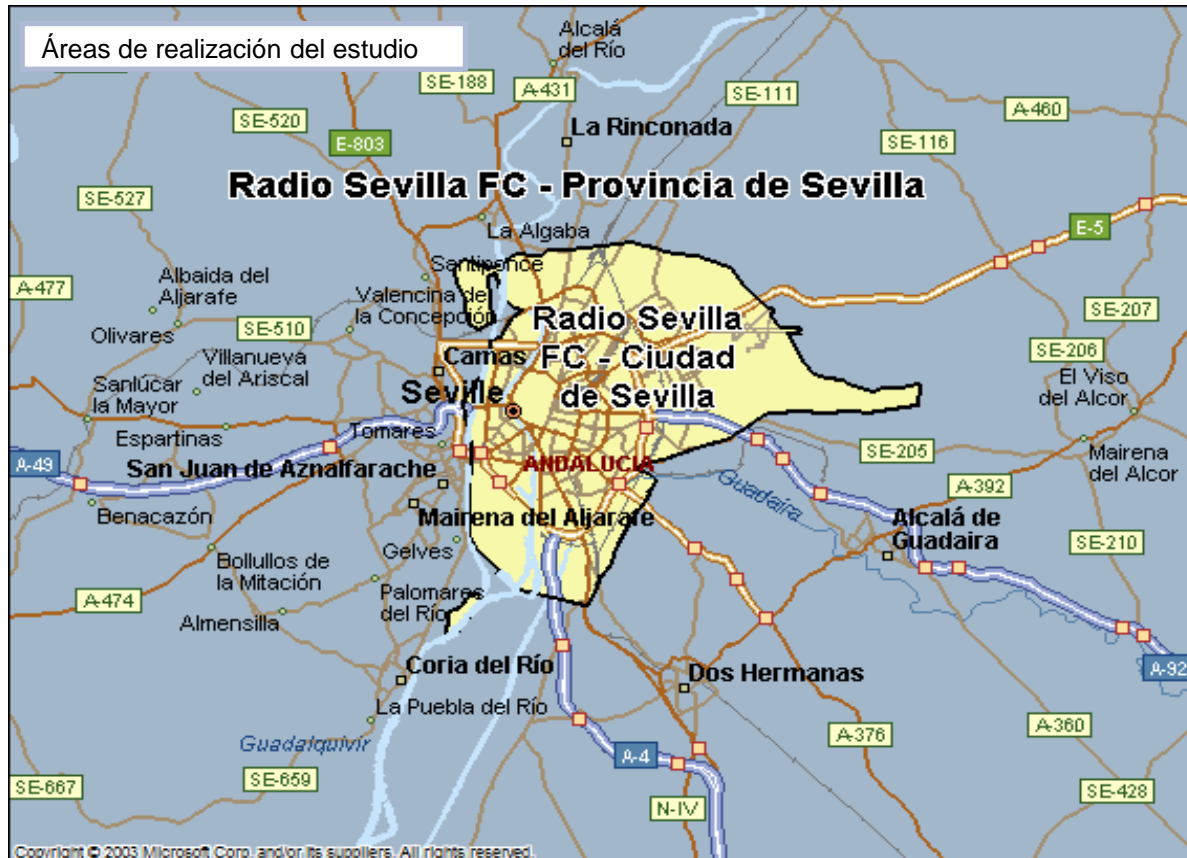 Áreas de realización del estudio
Alcalá
del Río
SE-188
A-431
SE-111
A-460
SE-520
E-803
La Rinconada
SE-116
SE-527
Radio Sevilla FC - Provincia de Sevilla
La Algaba
E-5
Santiponce
A-477
Albaida del
Aljarafe
Valencina de
la Concepción
SE-207
Olivares
SE-510
Radio Sevilla
FC - Ciudad
de Sevilla
Villanueva
del Ariscal
Camas
SE-206
Sanlúcar
la Mayor
Seville
El Viso
del Alcor
Espartinas
Tomares
SE-205
Mairena
del Alcor
A-49
San Juan de Aznalfarache
ANDALUCIA
Guadaira
A-392
Benacazón
Mairena del Aljarafe
Alcalá de
Guadaira
Gelves
SE-210
Bollullos de
la Mitación
A-474
Palomares
del Río
Almensilla
Coria del Río
Dos Hermanas
A-92
La Puebla del Río
Guadalquivir
A-4
A-376
A-360
SE-667
SE-659
N-IV
SE-428
Copyright © 2003 Microsoft Corp. and/or its suppliers. All rights reserved.